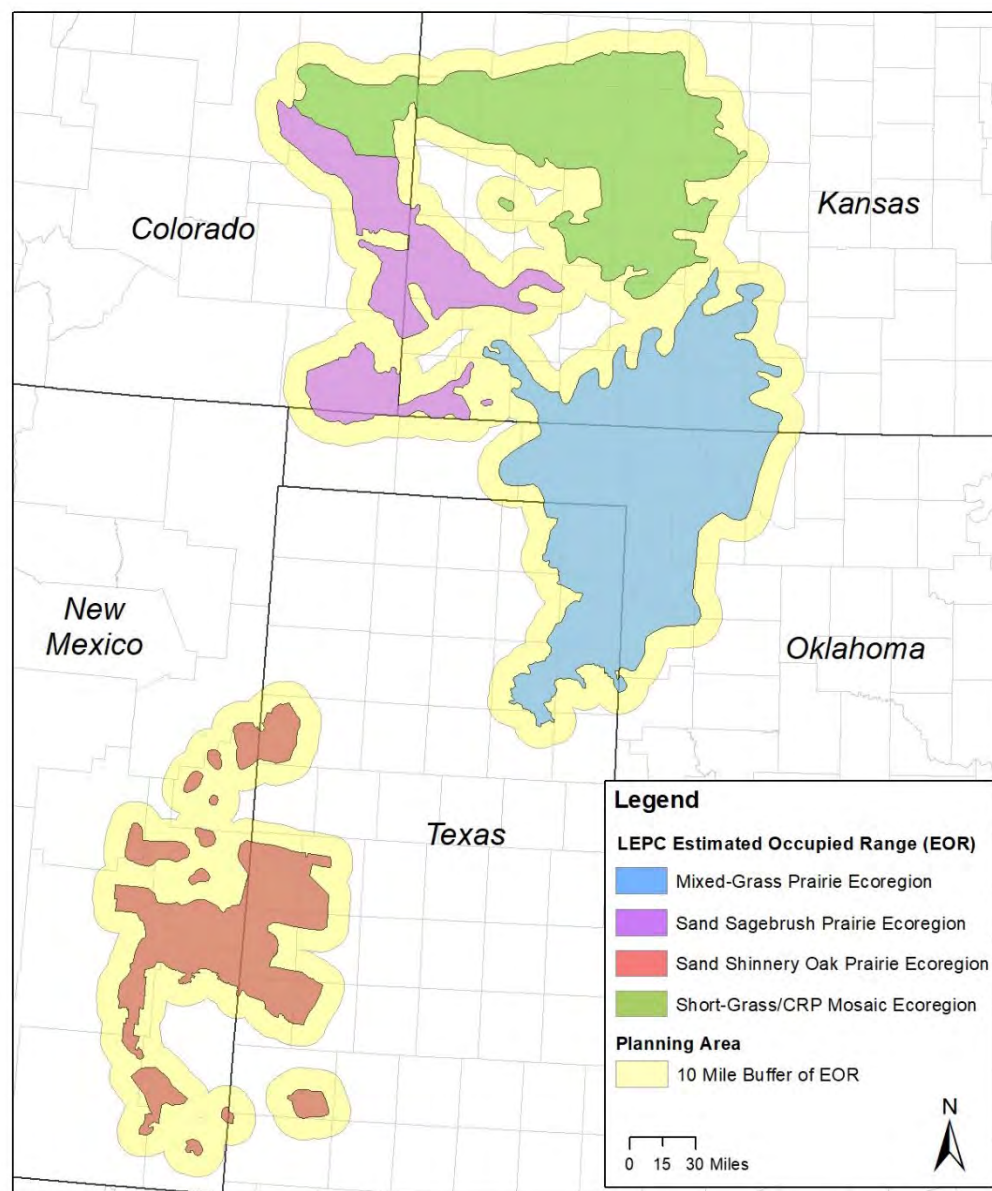 Colorado
Kansas
New
Mexico
Oklahoma
Texas
Legend
LEPC Estimated Occupied Range (EOR)
Mixed-Grass Prairie Ecoregion
Sand Sagebrush Prairie Ecoregion
Sand Shinnery Oak Prairie Ecoregion
Short-Grass/CRP Mosaic Ecoregion
Planning Area
10 Mile Buffer of EOR
N
0 15 30 Miles